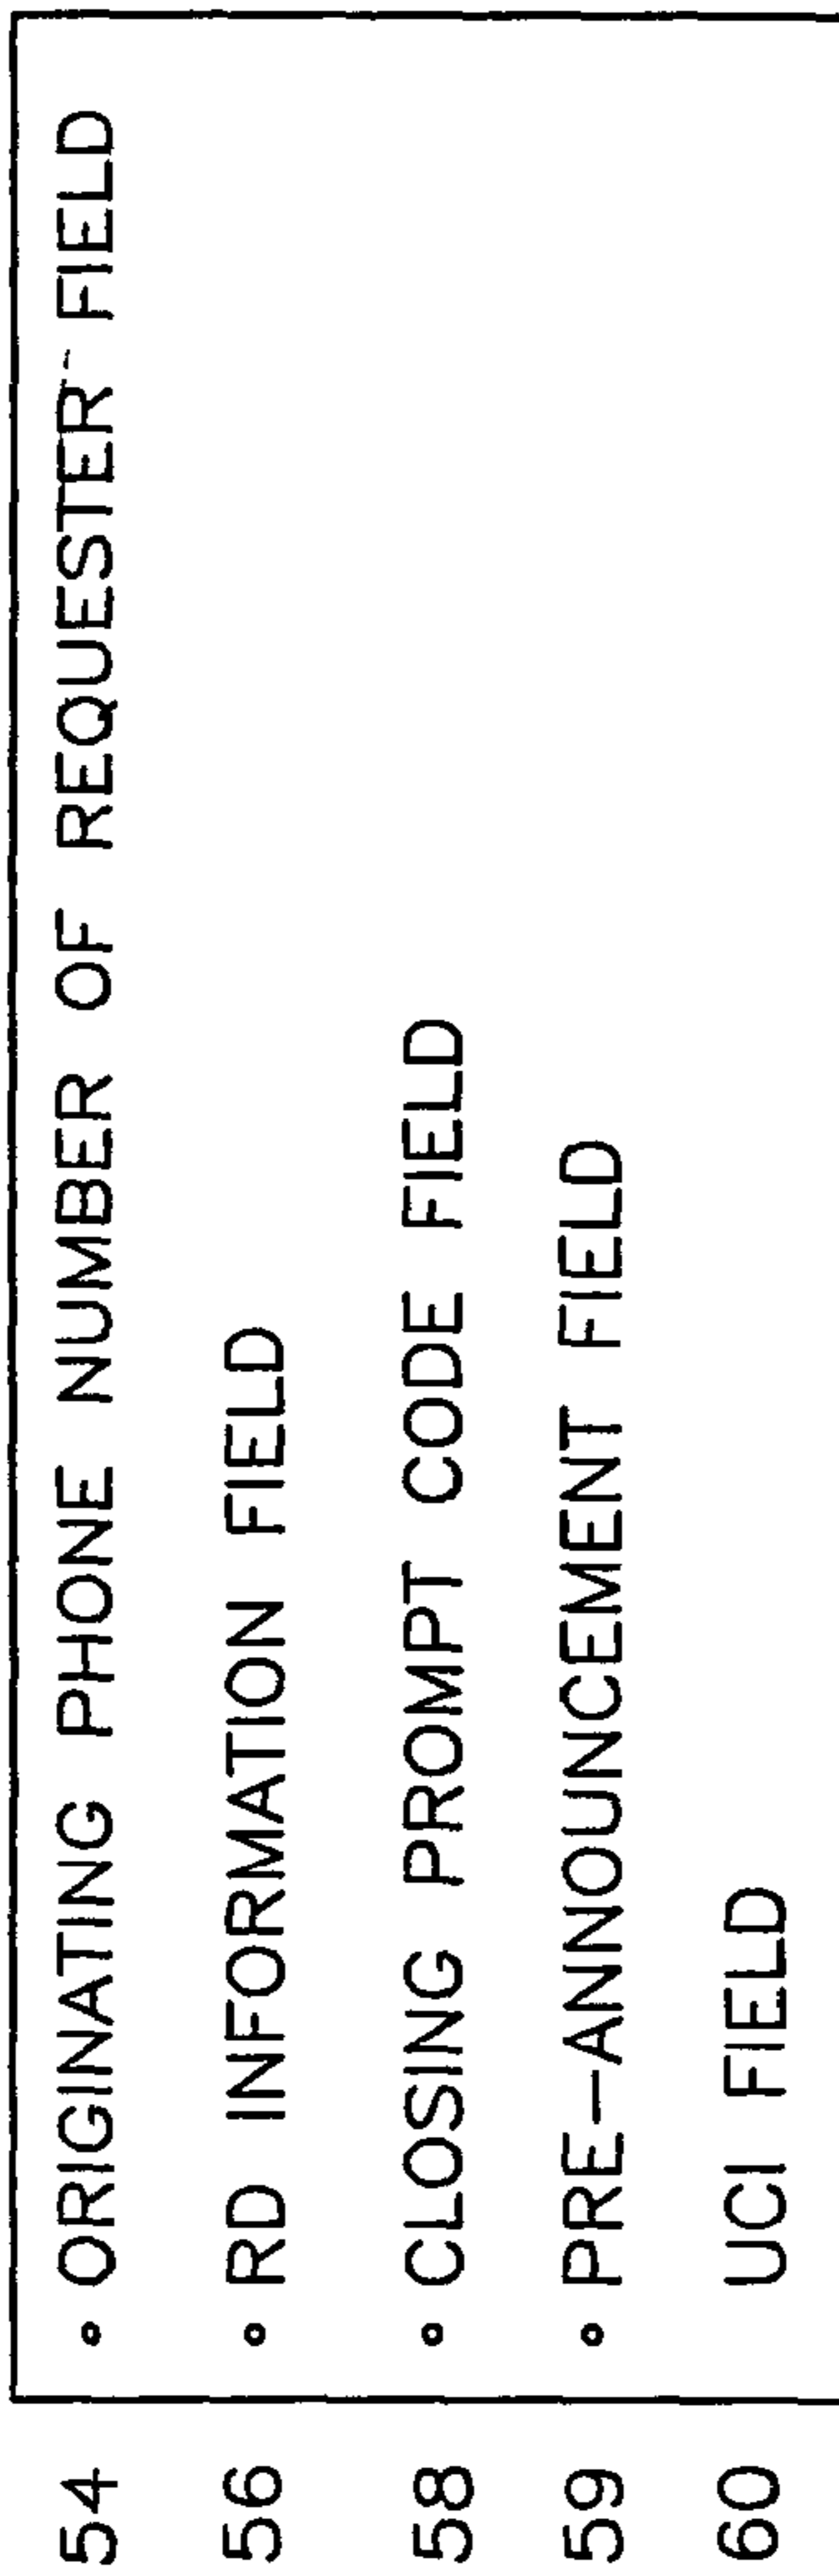 54 • ORIGINATING PHONE NUMBER OF REQUESTER FIELD
56 • RD INFORMATION FIELD
58 • CLOSING PROMPT CODE FIELD
59 • PRE-ANNOUNCEMENT FIELD
60 UCI FIELD